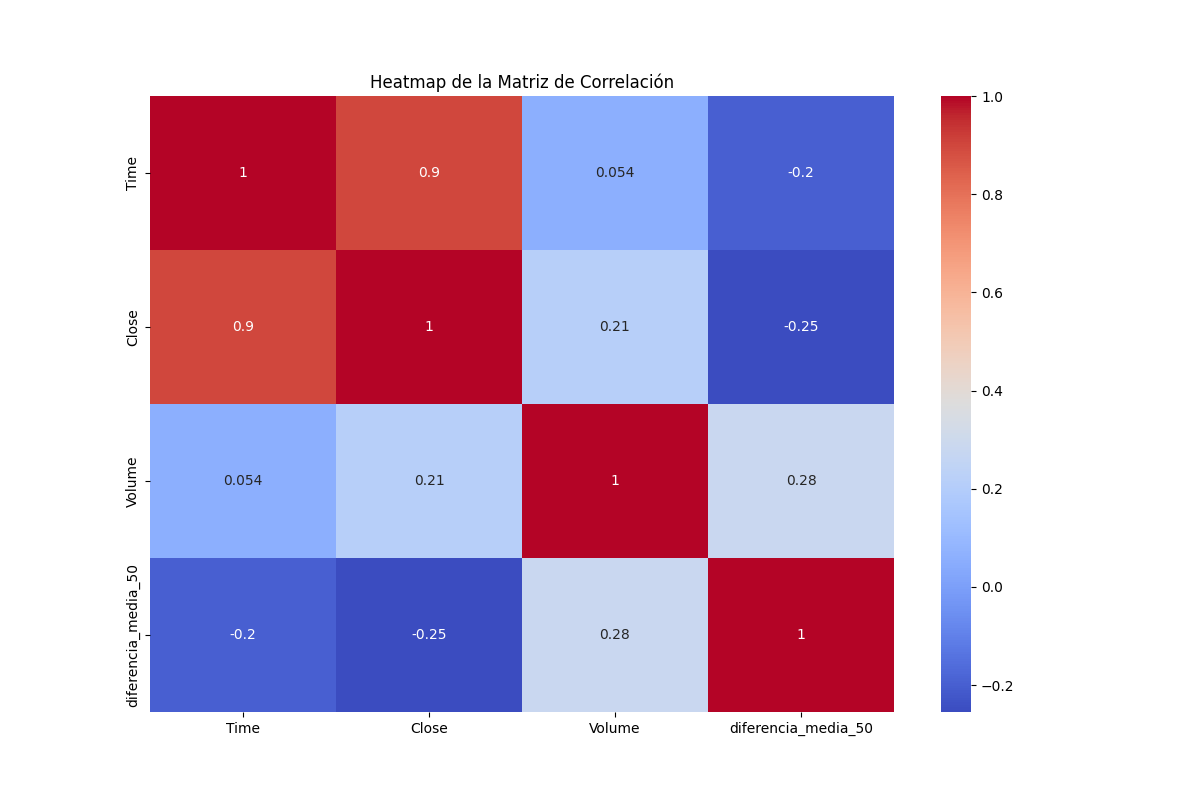 Heatmap de la Matriz de Correlación
Time
1
0.9
0.054
-0.2
Close
0.9
1
0.21
-0.25
Volume
0.054
0.21
1
0.28
diferencia_media_50
-0.2
-0.25
0.28
1
Time
Close
Volume
diferencia_media_50
1.0
0.8
0.6
0.4
0.2
0.0
−0.2